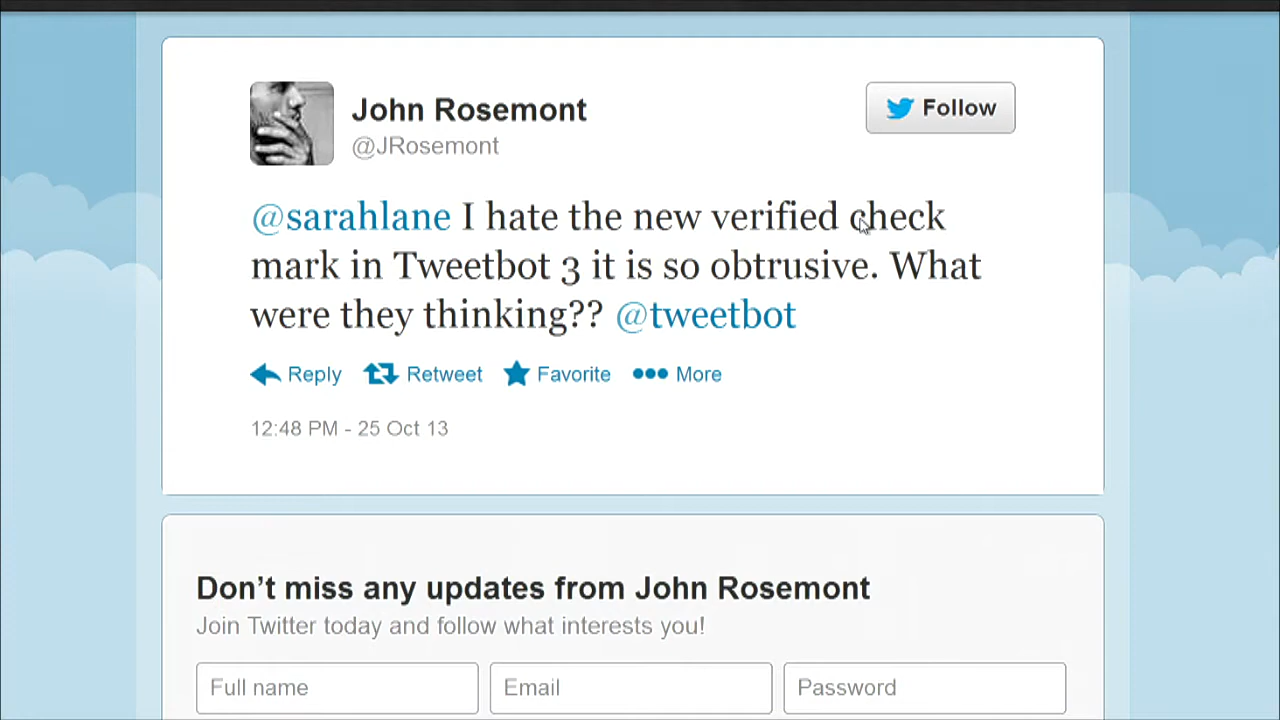 John Rosemont
@JRosemont
Follow
@sarahlane I hate the new verified check
mark in Tweetbot 3 it is so obtrusive. What
were they thinking?? @tweetbot
Reply Retweet Favorite More
12:48 PM - 25 Oct 13
Don’t miss any updates from John Rosemont
Join Twitter today and follow what interests you!
Full name Email Password